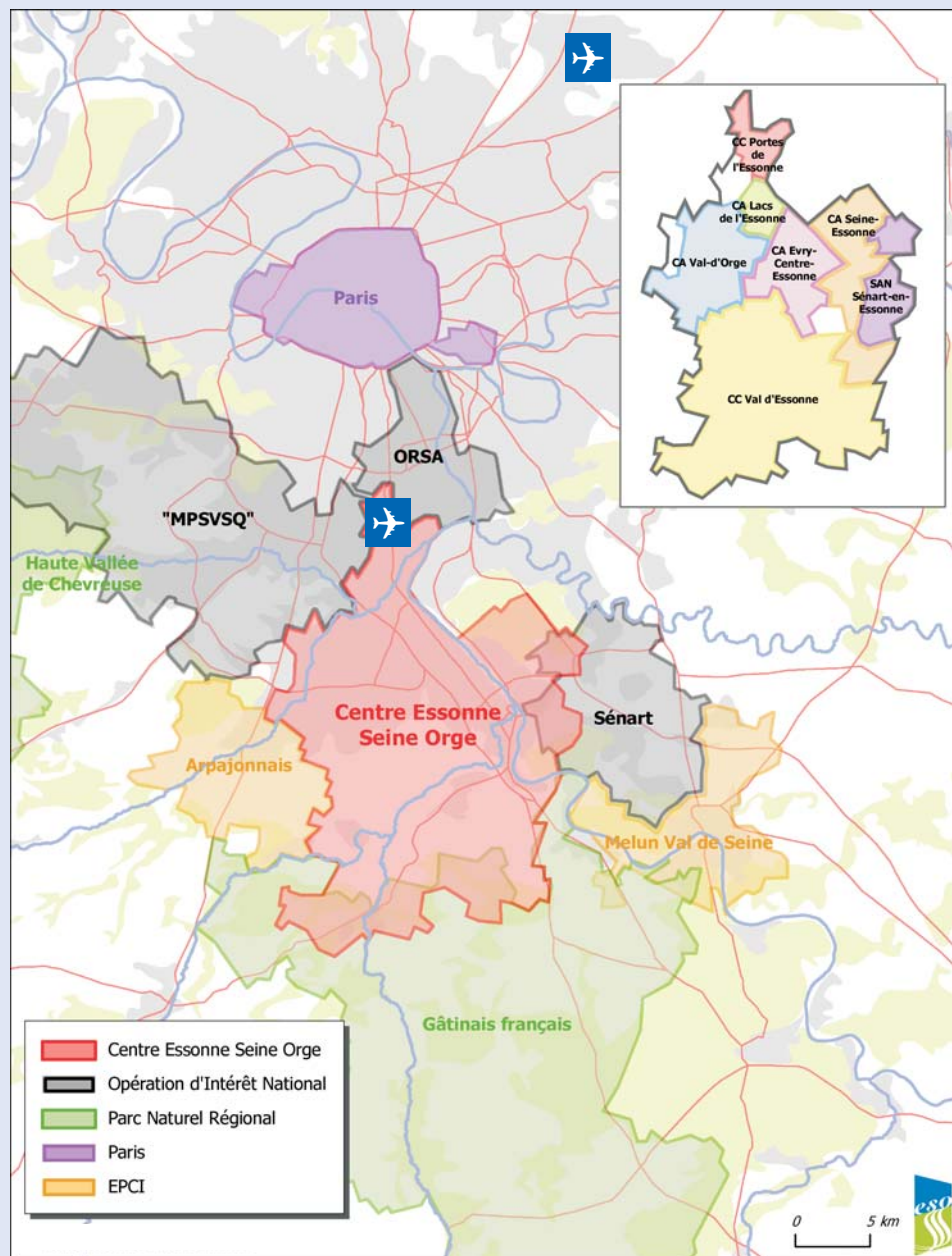 CC Portes
de
l'Essonne
CA Lacs
de l'Essonne
CA Seine-
Essonne
CA Val-d'Orge
CA Evry-
Centre-
Essonne
SAN
Sénart-en-
Essonne
CC Val d'Essonne
Paris
ORSA
"MPSVSQ"
Haute Vallée
de Chevreuse
Centre Essonne
Seine Orge
Sénart
Arpajonnais
Melun Val de Seine
Gâtinais français
Centre Essonne Seine Orge
Opération d'Intérêt National
Parc Naturel Régional
Paris
EPCI
0 5 km
eso